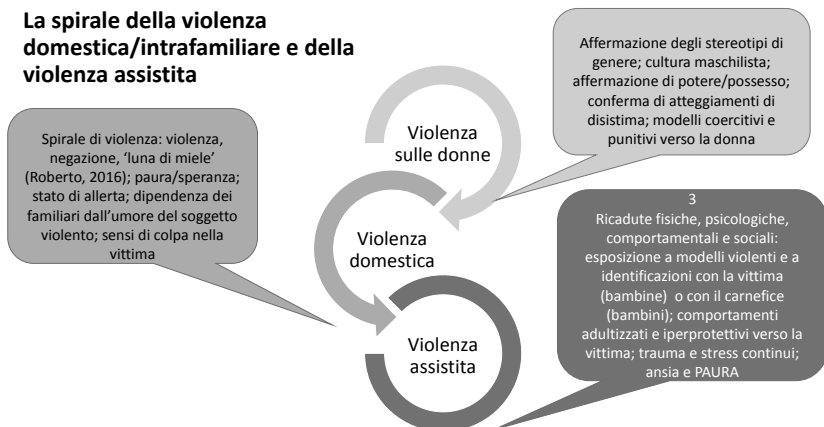 La spirale della violenza
domestica/intrafamiliare e della
violenza assistita
Affermazione degli stereotipi di
genere; cultura maschilista;
affermazione di potere/possesso;
conferma di atteggiamenti di
disistima; modelli coercitivi e
punitivi verso la donna
Violenza
sulle donne
Spirale di violenza: violenza,
negazione, ‘luna di miele’
(Roberto, 2016); paura/speranza;
stato di allerta; dipendenza dei
familiari dall’umore del soggetto
violento; sensi di colpa nella
vittima
Violenza
domestica
3
Ricadute fisiche, psicologiche,
comportamentali e sociali:
esposizione a modelli violenti e a
identificazioni con la vittima
(bambine) o con il carnefice
(bambini); comportamenti
adultizzati e iperprotettivi verso la
vittima; trauma e stress continui;
ansia e PAURA
Violenza
assistita